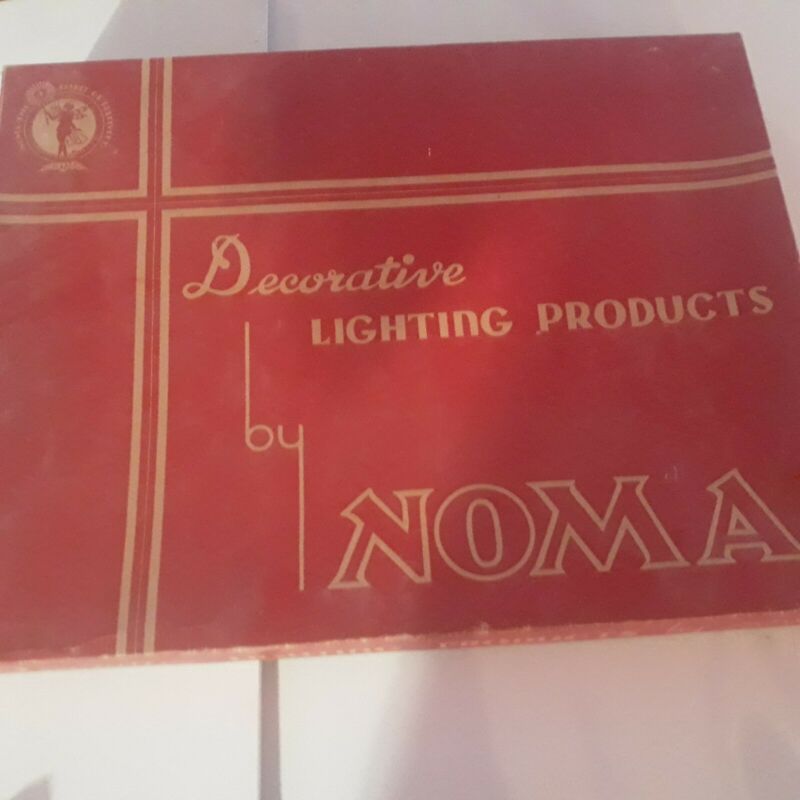 Decorative
LIGHTING PRODUCTS
by
NOMA